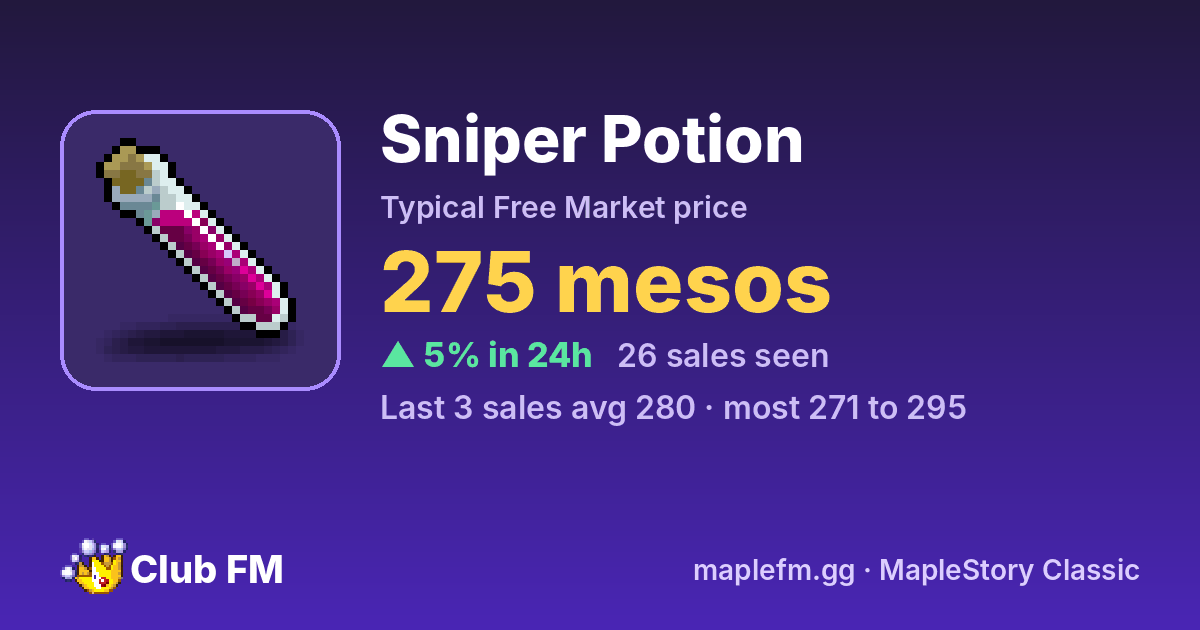 Sniper Potion
Typical Free Market price
275 mesos
▲ 5% in 24h 26 sales seen
Last 3 sales avg 280 · most 271 to 295
Club FM
maplefm.gg · MapleStory Classic